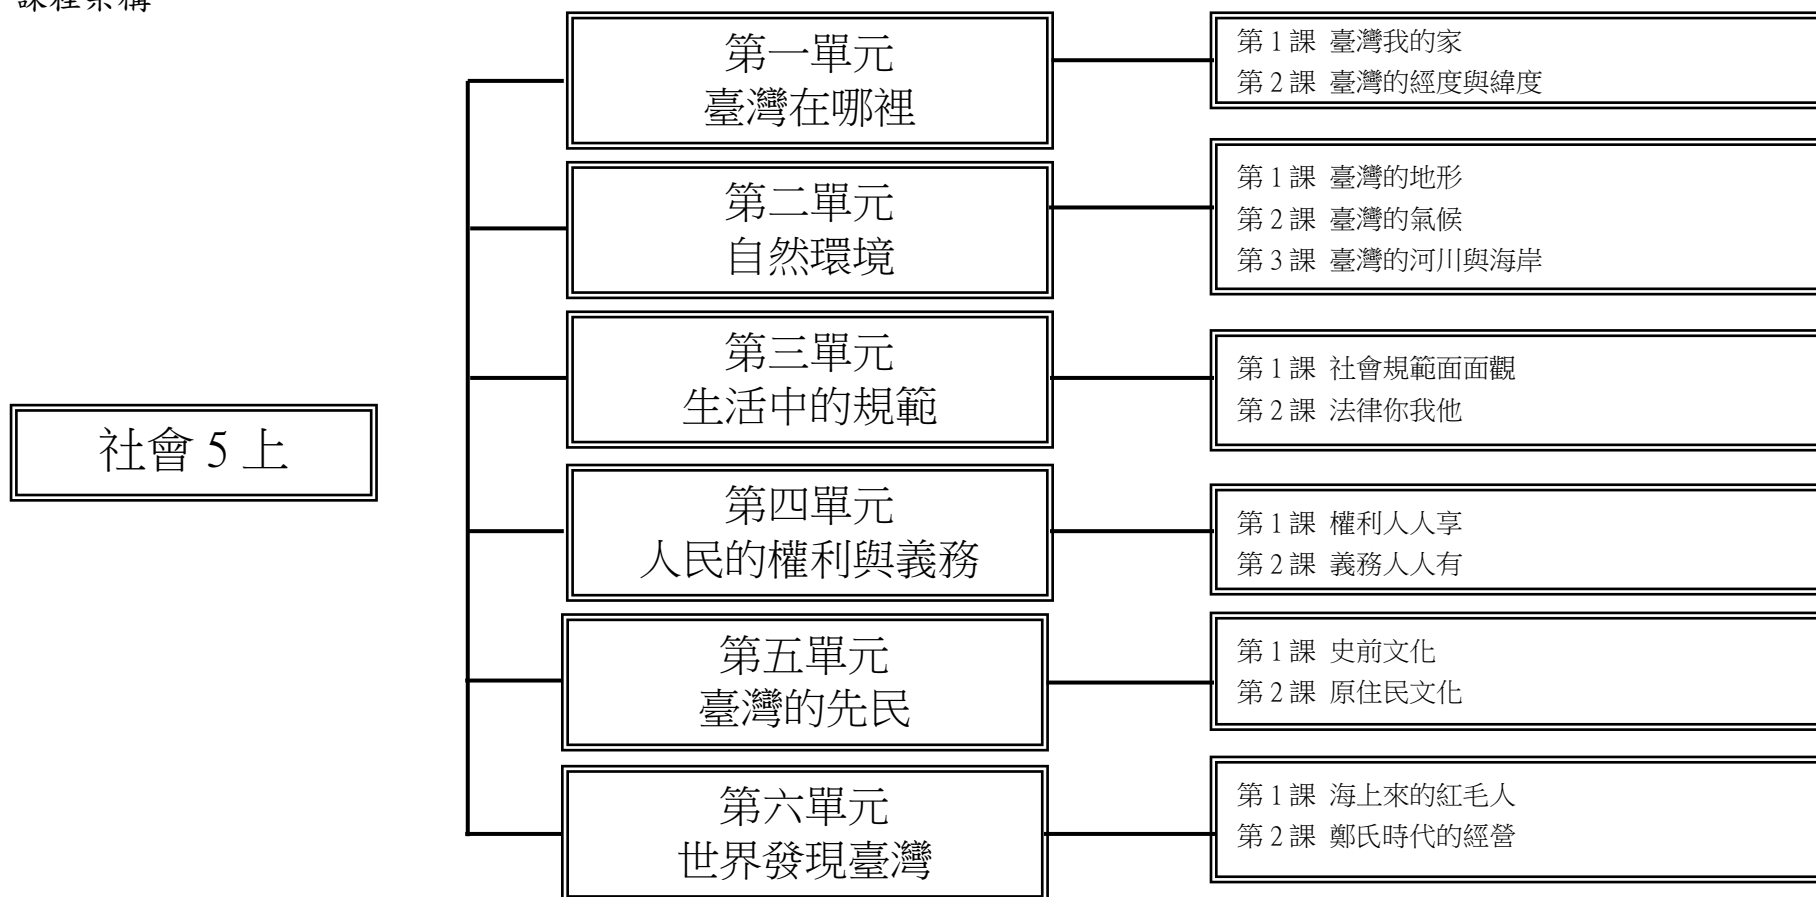 課程架構
社會 5 上
第一單元
臺灣在哪裡
第 1 課 臺灣我的家
第 2 課 臺灣的經度與緯度
第二單元
自然環境
第 1 課 臺灣的地形
第 2 課 臺灣的氣候
第 3 課 臺灣的河川與海岸
第三單元
生活中的規範
第 1 課 社會規範面面觀
第 2 課 法律你我他
第四單元
人民的權利與義務
第 1 課 權利人人享
第 2 課 義務人人有
第五單元
臺灣的先民
第 1 課 史前文化
第 2 課 原住民文化
第六單元
世界發現臺灣
第 1 課 海上來的紅毛人
第 2 課 鄭氏時代的經營